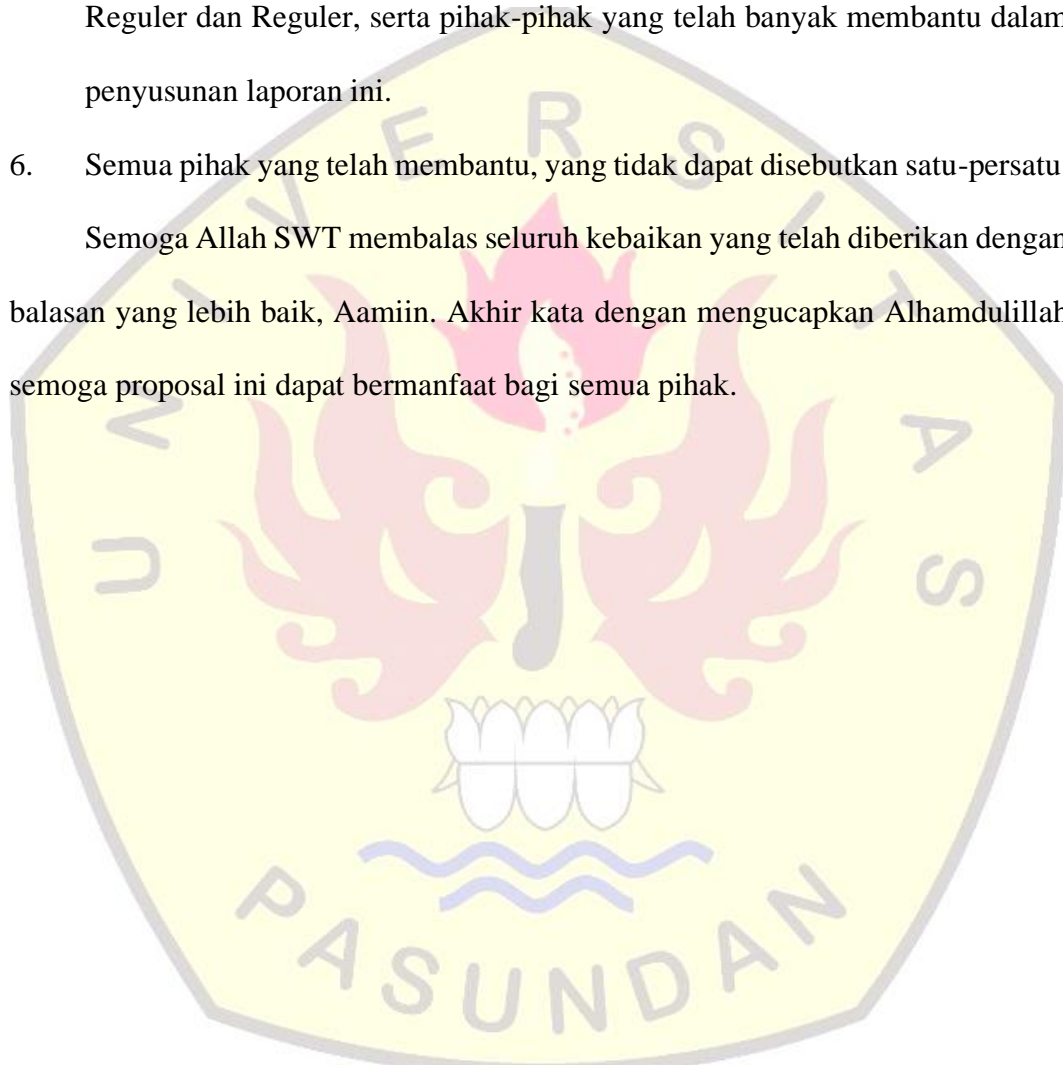 Reguler dan Reguler, serta pihak-pihak yang telah banyak membantu dalam
penyusunan laporan ini.
6. Semua pihak yang telah membantu, yang tidak dapat disebutkan satu-persatu
Semoga Allah SWT membalas seluruh kebaikan yang telah diberikan dengan
balasan yang lebih baik, Aamiin. Akhir kata dengan mengucapkan Alhamdulillah
semoga proposal ini dapat bermanfaat bagi semua pihak.
UNIVERSITAS
PASUNDAN